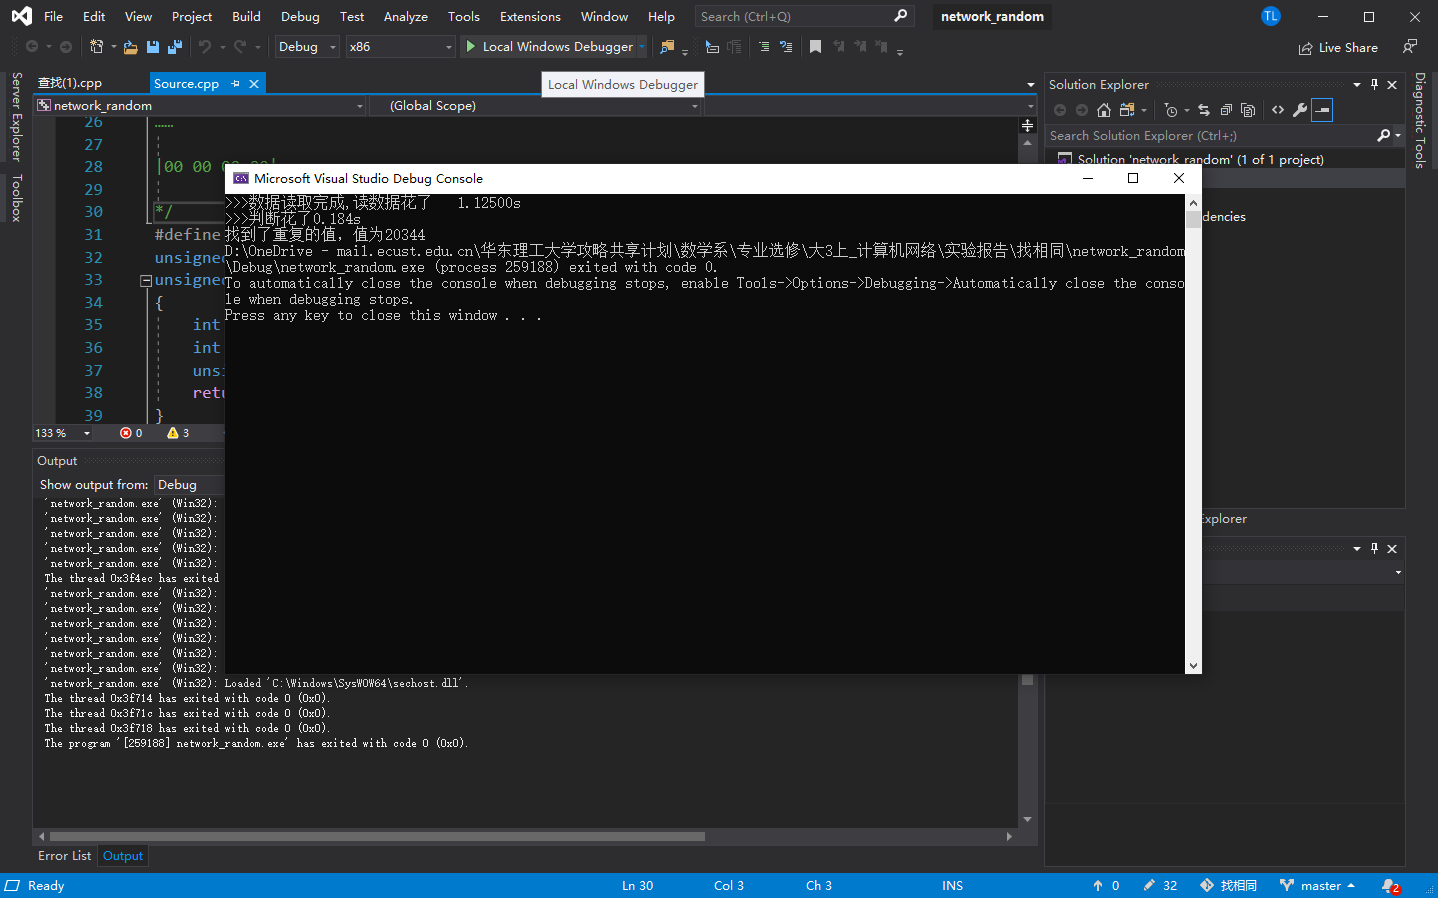 File Edit View Project Build Debug Test Analyze Tools Extensions Window Help Search (Ctrl+Q) network_random TL
Debug x86 Local Windows Debugger Live Share
Local Windows Debugger
查找(1).cpp Source.cpp
network_random (Global Scope)
Server Explorer
Toolbox
26 ……
27
28 |00 00
29
30 */
31 #define
32 unsigned
33 unsigned
34 {
35 int
36 int
37 unsi
38 retu
39 }
133 % 0 3
Microsoft Visual Studio Debug Console
>>>数据读取完成,读数据花了 1.12500s
>>>判断花了0.184s
找到了重复的值，值为20344
D:\OneDrive - mail.ecust.edu.cn\华东理工大学攻略共享计划\数学系\专业选修\大3上_计算机网络\实验报告\找相同\network_random
\Debug\network_random.exe (process 259188) exited with code 0.
To automatically close the console when debugging stops, enable Tools->Options->Debugging->Automatically close the conso
le when debugging stops.
Press any key to close this window . . .
Output
Show output from: Debug
'network_random.exe' (Win32):
'network_random.exe' (Win32):
'network_random.exe' (Win32):
'network_random.exe' (Win32):
'network_random.exe' (Win32):
The thread 0x3f4ec has exited
'network_random.exe' (Win32):
'network_random.exe' (Win32):
'network_random.exe' (Win32):
'network_random.exe' (Win32):
'network_random.exe' (Win32):
'network_random.exe' (Win32):
'network_random.exe' (Win32): Loaded 'C:\Windows\SysWOW64\sechost.dll'.
The thread 0x3f714 has exited with code 0 (0x0).
The thread 0x3f71c has exited with code 0 (0x0).
The thread 0x3f718 has exited with code 0 (0x0).
The program '[259188] network_random.exe' has exited with code 0 (0x0).
Error List Output
Solution Explorer
Search Solution Explorer (Ctrl+;)
Solution 'network_random' (1 of 1 project)
dencies
Explorer
Diagnostic Tools
Ready Ln 30 Col 3 Ch 3 INS 0 32 找相同 master 2